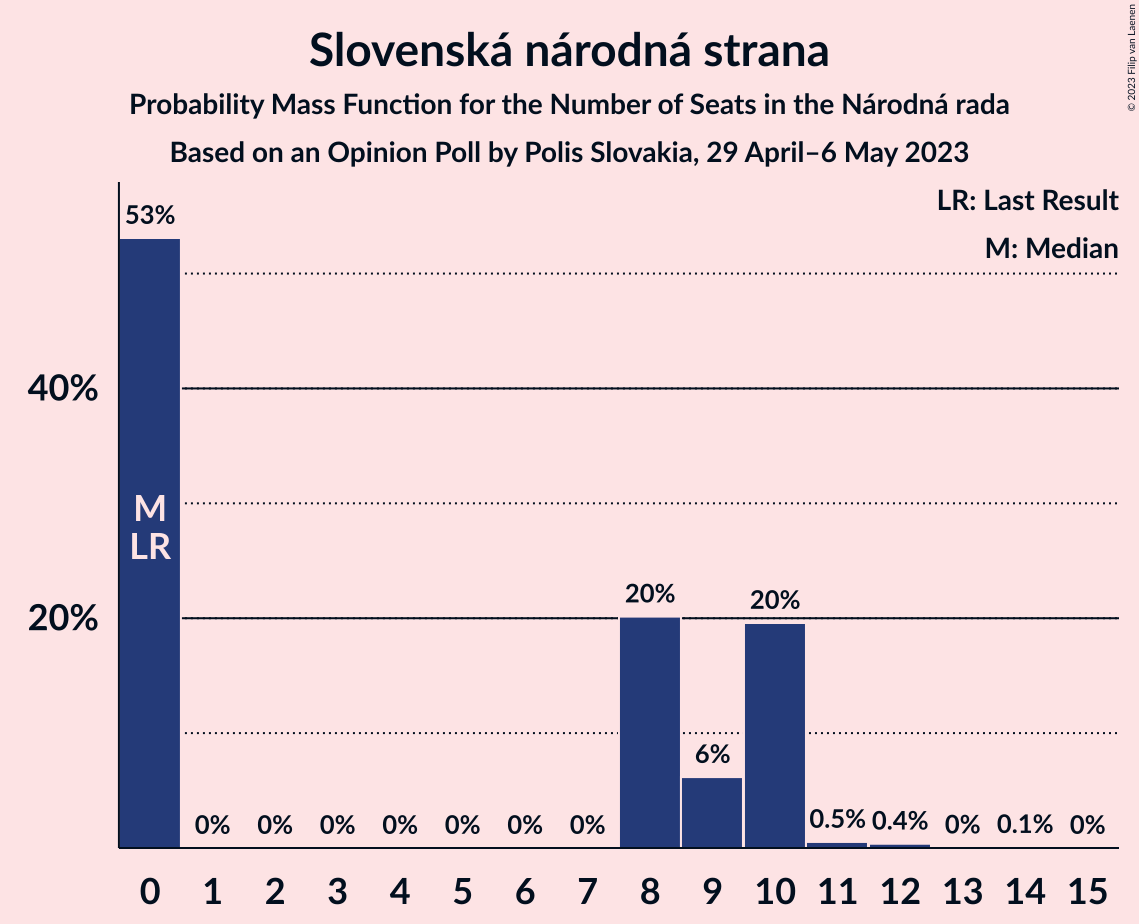 Slovenská národná strana
Probability Mass Function for the Number of Seats in the Národná rada
Based on an Opinion Poll by Polis Slovakia, 29 April–6 May 2023
© 2023 Filip van Laenen
LR: Last Result
M: Median
53%
40%
M
LR
20%
20%
20%
6%
0% 0% 0% 0% 0% 0% 0% 0.5% 0.4% 0% 0.1% 0%
0 1 2 3 4 5 6 7 8 9 10 11 12 13 14 15